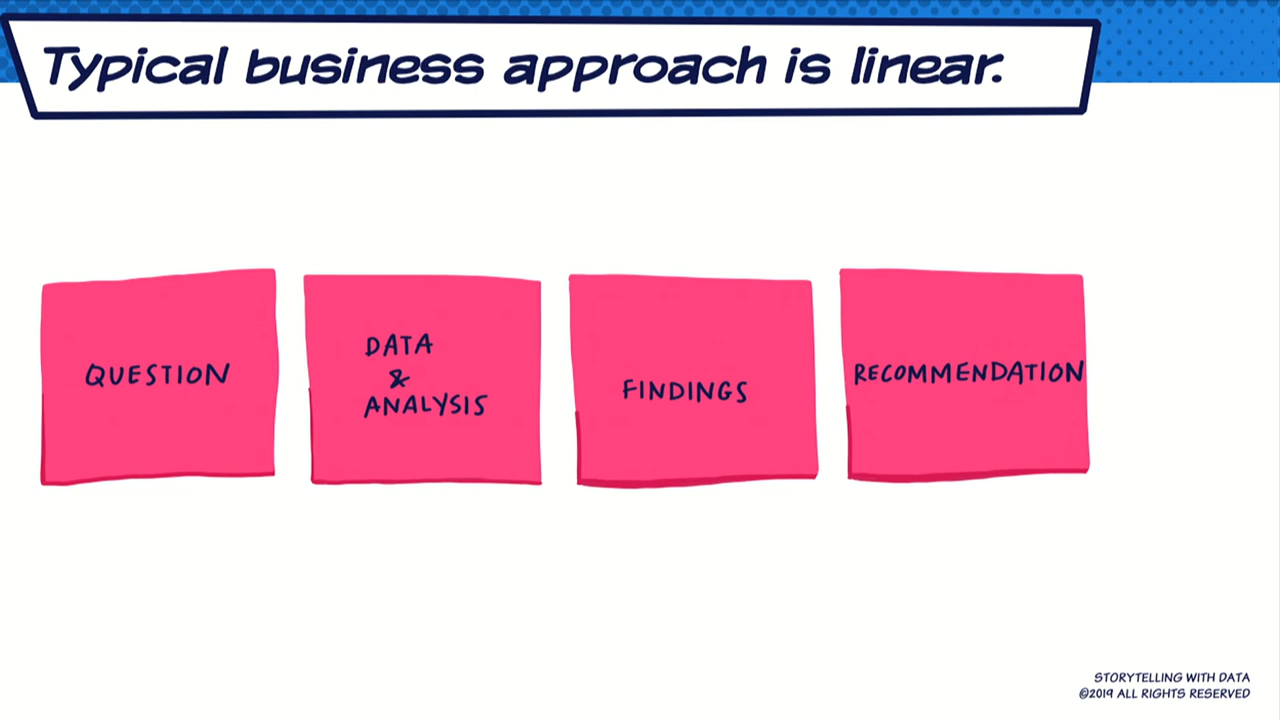 Typical business approach is linear.
QUESTION
DATA
&
ANALYSIS
FINDINGS
RECOMMENDATION
STORYTELLING WITH DATA
©2019 ALL RIGHTS RESERVED